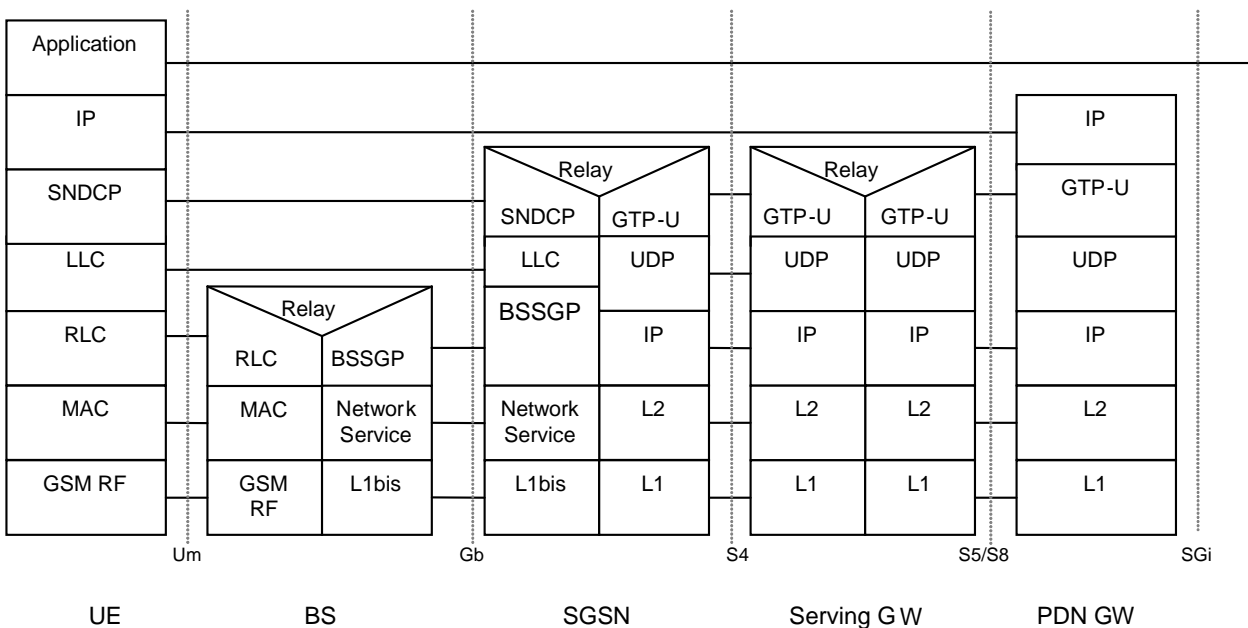 Application
IP
SNDCP
LLC
RLC
MAC
GSM RF
Relay
RLC
BSSGP
MAC
Network
Service
GSM
RF
L1bis
Relay
SNDCP
GTP-U
LLC
UDP
BSSGP
IP
Network
Service
L2
L1bis
L1
Relay
GTP-U
GTP-U
UDP
UDP
IP
IP
L2
L2
L1
L1
IP
GTP-U
UDP
IP
L2
L1
Um
Gb
S4
S5/S8
SGi
UE
BS
SGSN
Serving GW
PDN GW